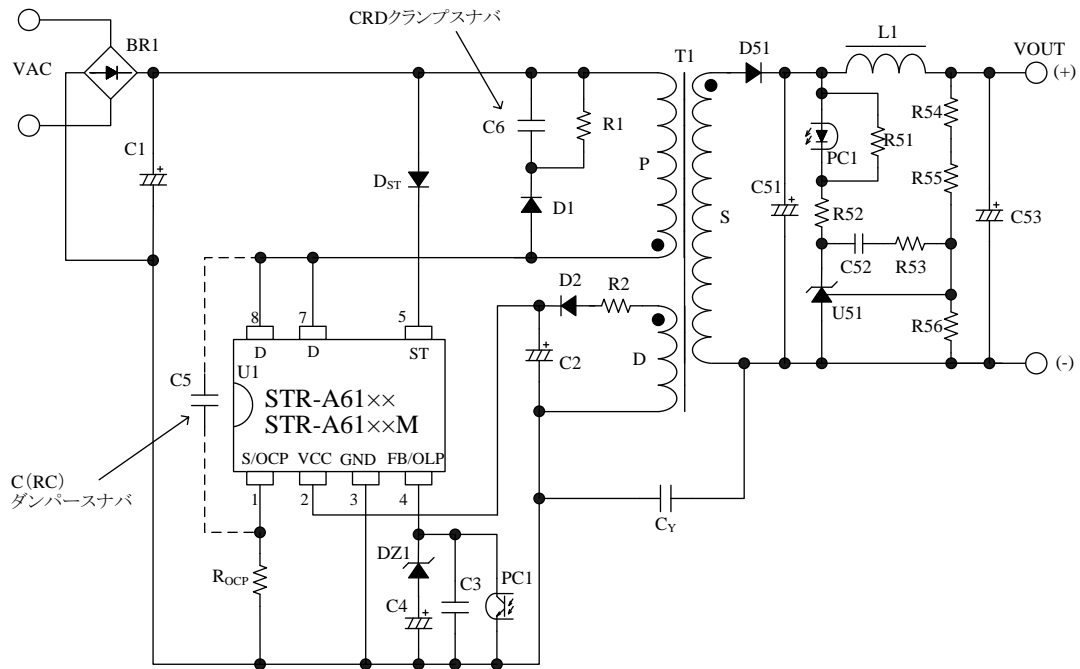 CRDクランプスナバ
BR1
VAC
C1
DST
C6
R1
D1
P
T1
S
D51
L1
VOUT
(+)
R54
R51
PC1
R55
C51
R52
C53
C52
R53
U51
R56
(-)
D2
R2
C2
D
8
7
5
D
D
ST
U1
C5
STR-A61××
STR-A61××M
S/OCP
VCC
GND
FB/OLP
1
2
3
4
C(RC)
ダンパースナバ
CY
ROCP
DZ1
C4
C3
PC1